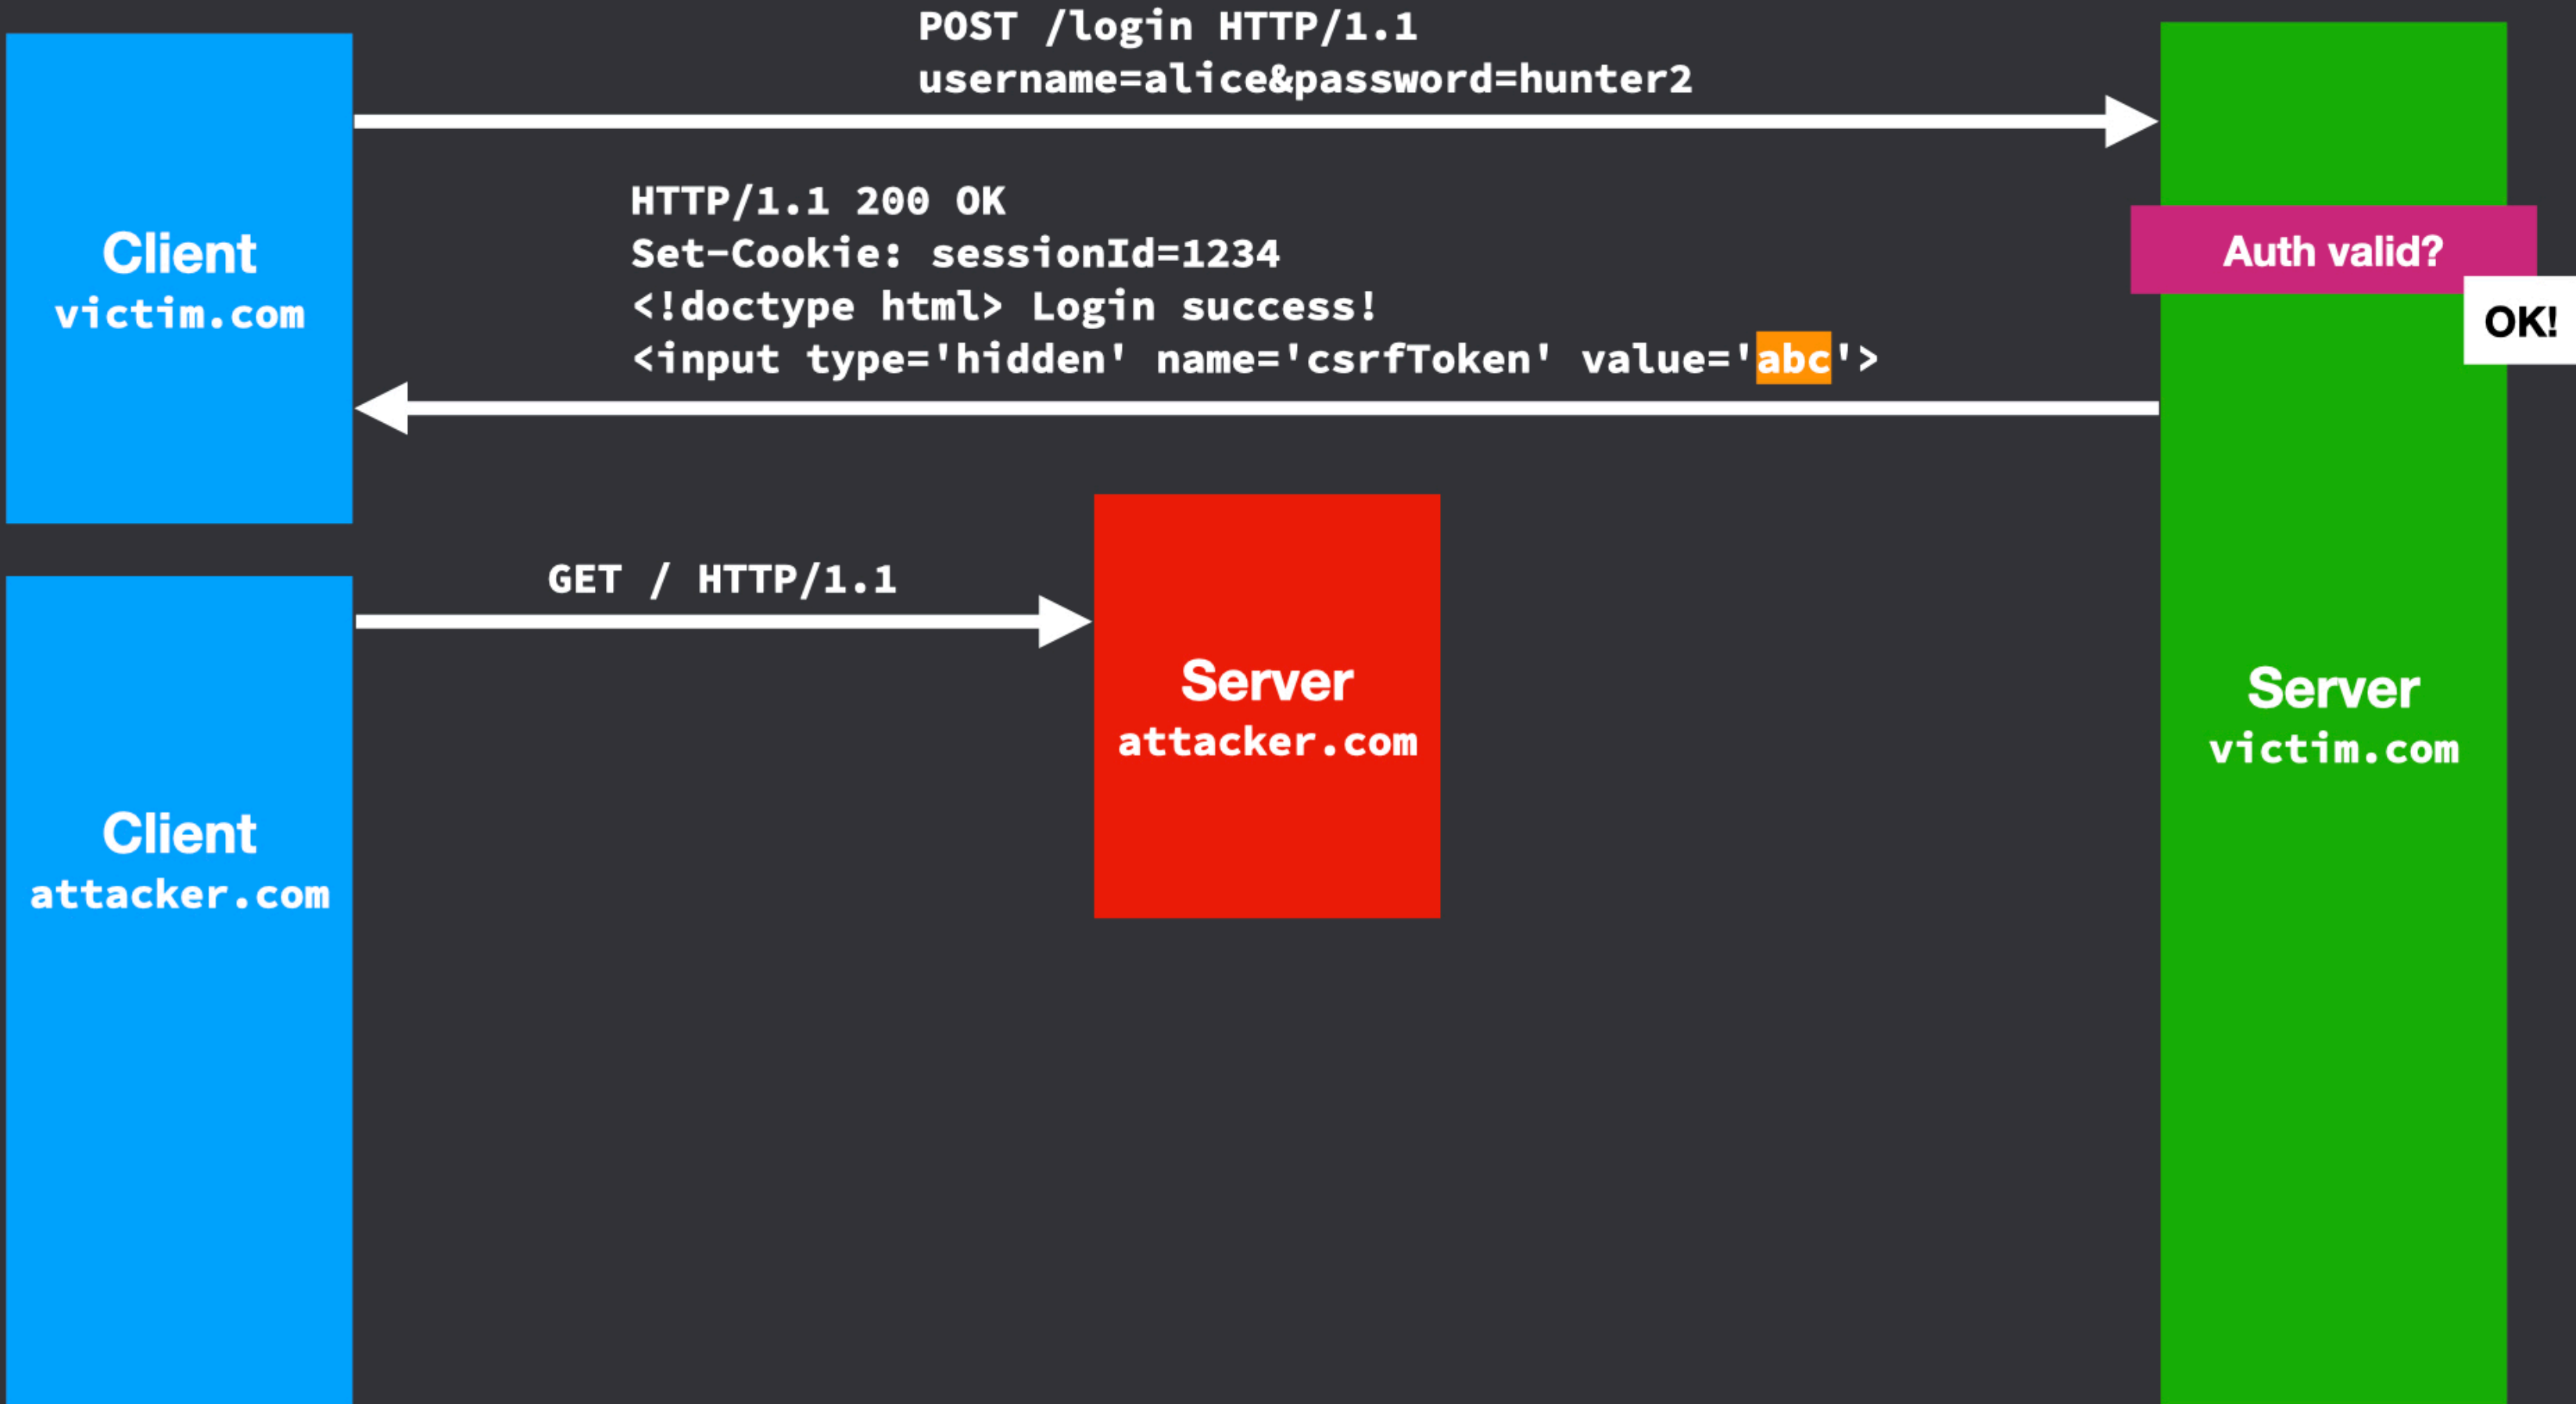 POST /login HTTP/1.1
username=alice&password=hunter2
HTTP/1.1 200 OK
Set-Cookie: sessionId=1234
<!doctype html> Login success!
<input type='hidden' name='csrfToken' value='abc'>
Client
victim.com
Auth valid?
OK!
GET / HTTP/1.1
Server
attacker.com
Server
victim.com
Client
attacker.com